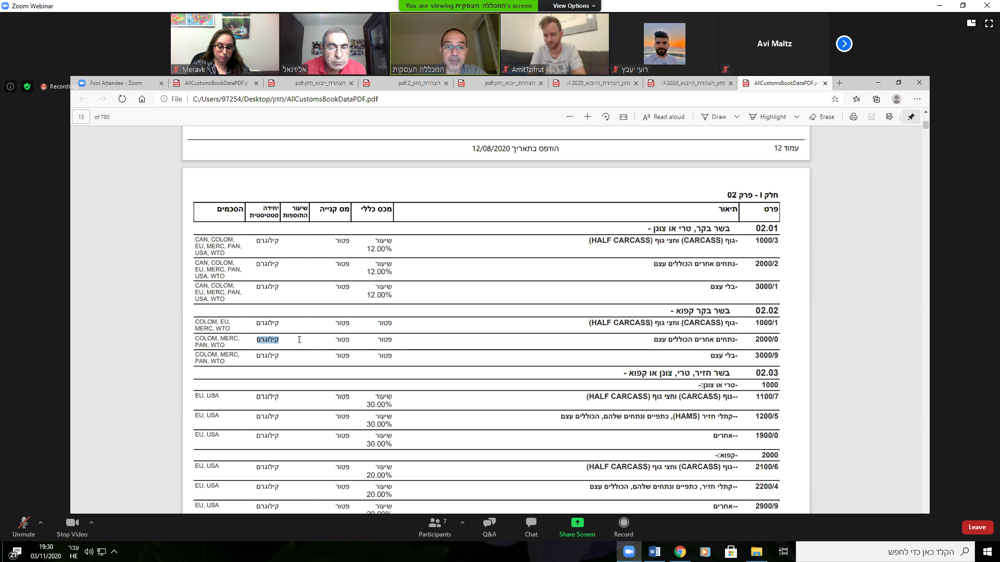 Zoom Webinar
You are viewing המכללה העסקית's screen
View Options
Meravk
אליזינאל
המכללה העסקית
AmitTzifrut
רועי יעבץ
Avi Maltz
Recording
Post Attendee - Zoom
AllCustomsBookDataPDF.p
הצהרת_ייבוא_מזון.pdf
הצהרה_מזון_2.pdf
הצהרת_ייבוא_מזון.pdf
מזון_הצהרת_הייבוא_2020.df
מזון_הצהרת_הייבוא_2020.df
AllCustomsBookDataPDF.p
File
C:/Users/97254/Desktop/מזון/AllCustomsBookDataPDF.pdf
13 of 780
Read aloud
Draw
Highlight
Erase
עמוד 12
הודפס בתאריך 12/08/2020
חלק I - פרק 02
פרט תיאור מכס כללי מס קנייה שיעור התוספות יחידה סטטיסטית הסכמים
02.01 בשר בקר, טרי או צונן -
1000/3 -גוף (CARCASS) וחצי גוף (HALF CARCASS) שיעור 12.00% פטור קילוגרם CAN, COLOM, EU, MERC, PAN, USA, WTO
2000/2 -נתחים אחרים הכוללים עצם שיעור 12.00% פטור קילוגרם CAN, COLOM, EU, MERC, PAN, USA, WTO
3000/1 -בלי עצם שיעור 12.00% פטור קילוגרם CAN, COLOM, EU, MERC, PAN, USA, WTO
02.02 בשר בקר קפוא -
1000/1 -גוף (CARCASS) וחצי גוף (HALF CARCASS) פטור פטור קילוגרם COLOM, EU, MERC, WTO
2000/0 -נתחים אחרים הכוללים עצם פטור פטור קילוגרם COLOM, MERC, PAN, WTO
3000/9 -בלי עצם פטור פטור קילוגרם COLOM, MERC, PAN, WTO
02.03 בשר חזיר, טרי, צונן או קפוא -
1000 -טרי או צונן:-
1100/7 --גוף (CARCASS) וחצי גוף (HALF CARCASS) שיעור 30.00% פטור קילוגרם EU, USA
1200/5 --קתלי חזיר (HAMS), כתפיים ונתחים שלהם, הכוללים עצם שיעור 30.00% פטור קילוגרם EU, USA
1900/0 --אחרים שיעור 30.00% פטור קילוגרם EU, USA
2000 -קפוא:-
2100/6 --גוף (CARCASS) וחצי גוף (HALF CARCASS) שיעור 20.00% פטור קילוגרם EU, USA
2200/4 --קתלי חזיר, כתפיים ונתחים שלהם, הכוללים עצם שיעור 20.00% פטור קילוגרם EU, USA
2900/9 --אחרים שיעור 20.00% פטור קילוגרם EU, USA
Unmute
Stop Video
Participants 7
Q&A
Chat
Share Screen
Record
Leave
21
19:30
03/11/2020
עבר
HE
הקלד כאן כדי לחפש